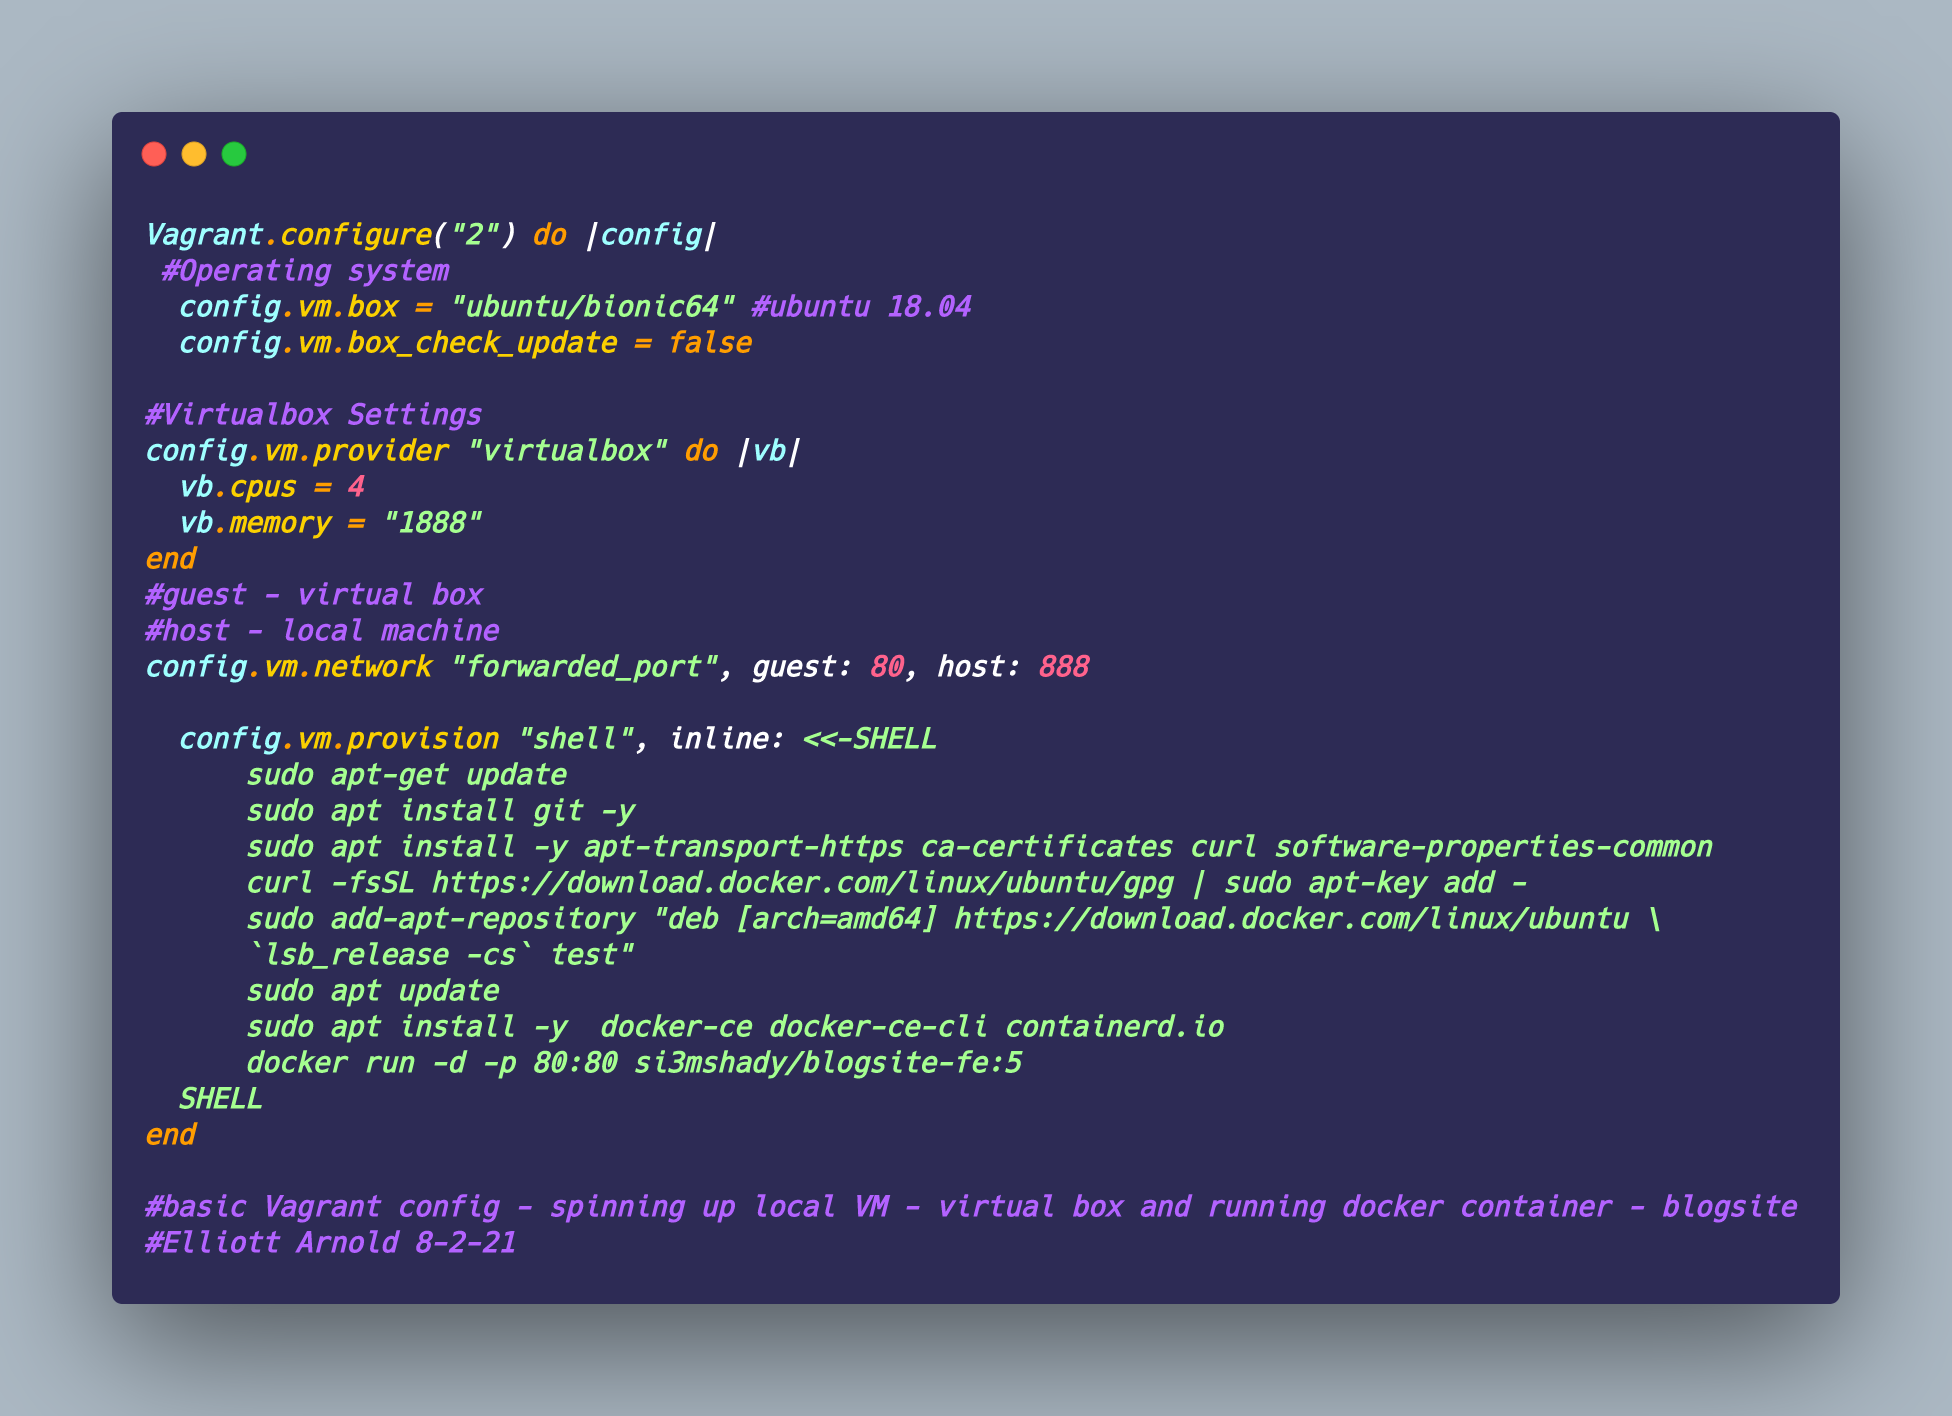 Vagrant.configure("2") do |config|
 #Operating system
  config.vm.box = "ubuntu/bionic64" #ubuntu 18.04
  config.vm.box_check_update = false

#Virtualbox Settings
config.vm.provider "virtualbox" do |vb|
  vb.cpus = 4
  vb.memory = "1888"
end
#guest - virtual box
#host - local machine
config.vm.network "forwarded_port", guest: 80, host: 888

  config.vm.provision "shell", inline: <<-SHELL
      sudo apt-get update
      sudo apt install git -y
      sudo apt install -y apt-transport-https ca-certificates curl software-properties-common
      curl -fsSL https://download.docker.com/linux/ubuntu/gpg | sudo apt-key add -
      sudo add-apt-repository "deb [arch=amd64] https://download.docker.com/linux/ubuntu \
      `lsb_release -cs` test"
      sudo apt update
      sudo apt install -y  docker-ce docker-ce-cli containerd.io
      docker run -d -p 80:80 si3mshady/blogsite-fe:5
  SHELL
end

#basic Vagrant config - spinning up local VM - virtual box and running docker container - blogsite
#Elliott Arnold 8-2-21